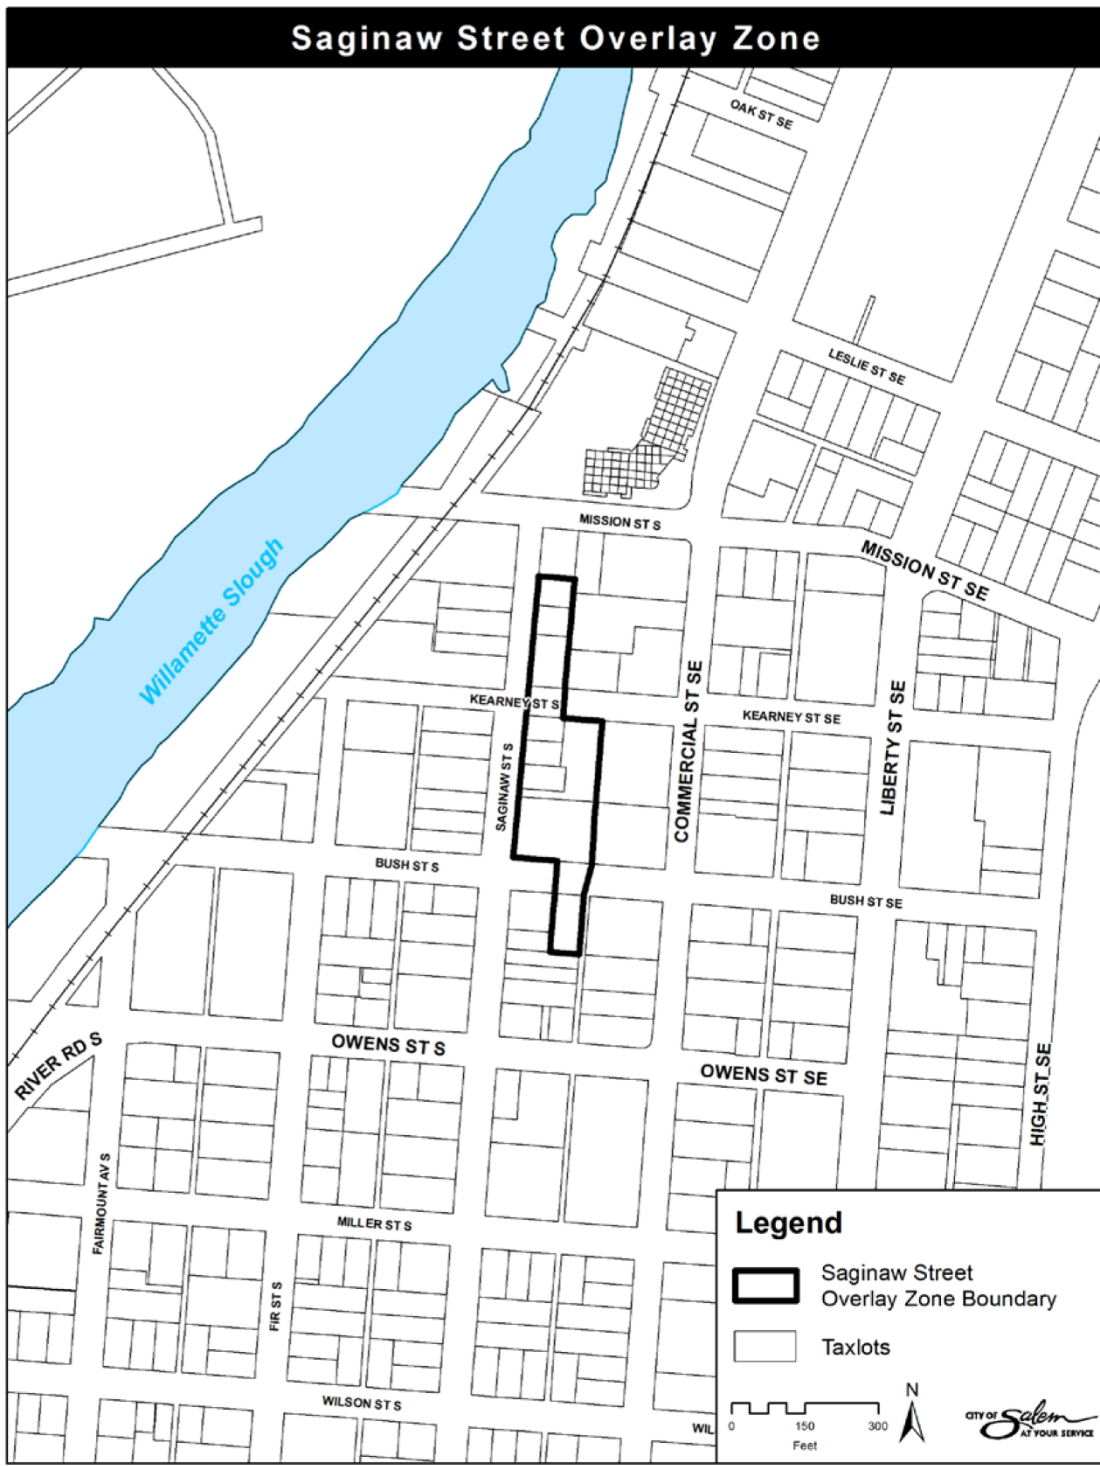 Saginaw Street Overlay Zone
OAK ST SE
LESLIE ST SE
MISSION ST S
MISSION ST SE
Willamette Slough
KEARNEY ST S
KEARNEY ST SE
COMMERCIAL ST SE
LIBERTY ST SE
SAGINAW ST S
BUSH ST S
BUSH ST SE
RIVER RD S
OWENS ST S
OWENS ST SE
HIGH ST SE
FAIRMOUNT AV S
MILLER ST S
FIR ST S
WILSON ST S
WIL
Legend
Saginaw Street
Overlay Zone Boundary
Taxlots
N
0 150 300
Feet
CITY OF Salem
AT YOUR SERVICE